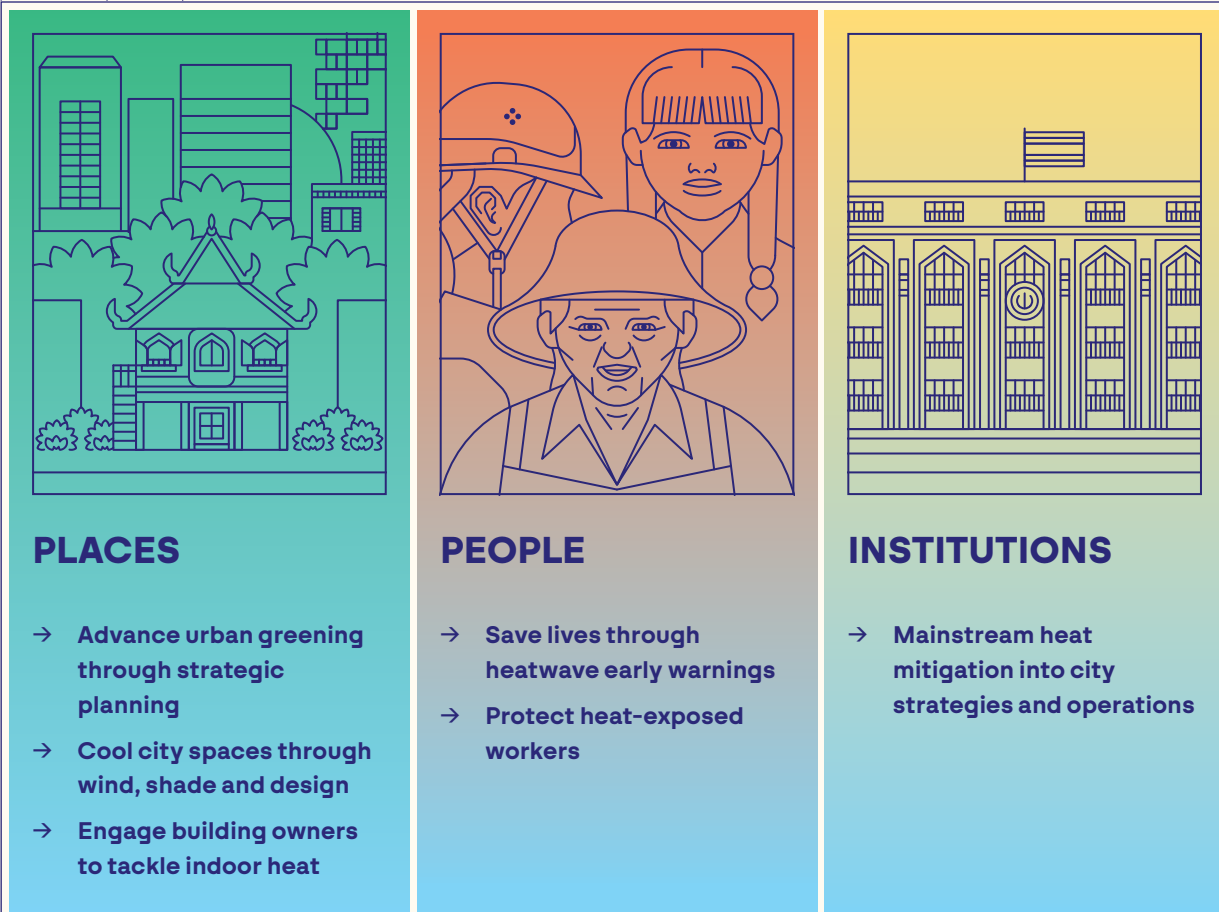 PLACES
→ Advance urban greening
through strategic
planning
→ Cool city spaces through
wind, shade and design
→ Engage building owners
to tackle indoor heat
PEOPLE
→ Save lives through
heatwave early warnings
→ Protect heat-exposed
workers
INSTITUTIONS
→ Mainstream heat
mitigation into city
strategies and operations